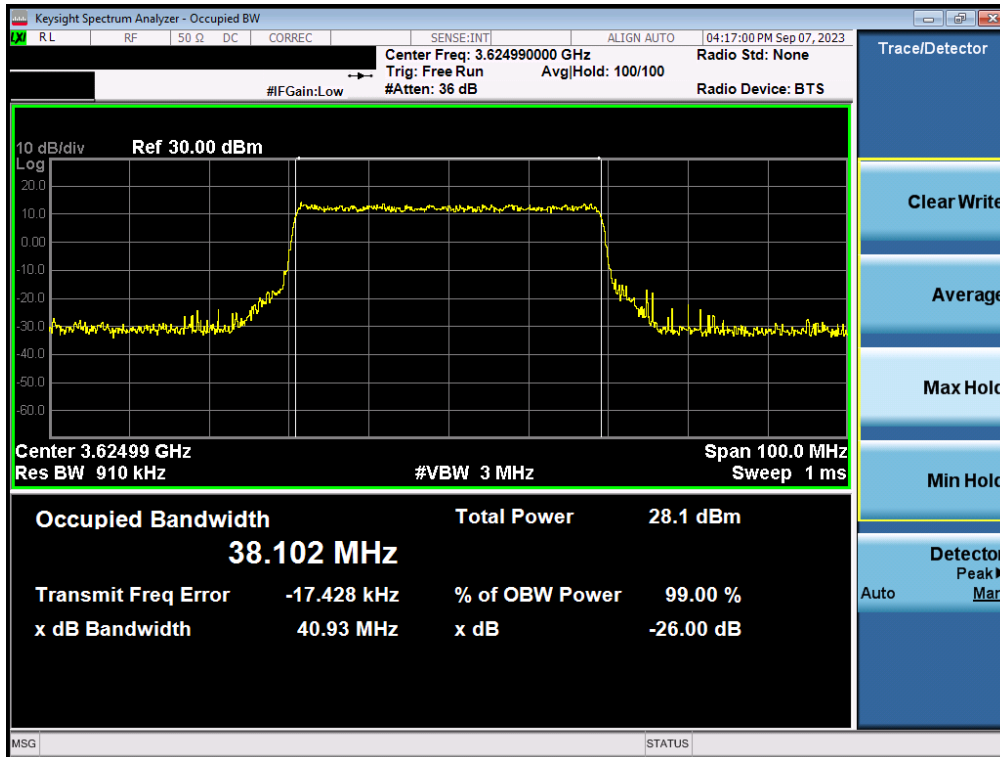 Keysight Spectrum Analyzer - Occupied BW
LXI RL RF 50 Ω DC CORREC SENSE:INT ALIGN AUTO 04:17:00 PM Sep 07, 2023
Center Freq: 3.624990000 GHz Radio Std: None
Trig: Free Run Avg|Hold: 100/100
#IFGain:Low #Atten: 36 dB Radio Device: BTS
Trace/Detector
10 dB/div Ref 30.00 dBm
Log
20.0
10.0
0.00
-10.0
-20.0
-30.0
-40.0
-50.0
-60.0
Center 3.62499 GHz Span 100.0 MHz
Res BW 910 kHz #VBW 3 MHz Sweep 1 ms
Occupied Bandwidth Total Power 28.1 dBm
38.102 MHz
Transmit Freq Error -17.428 kHz % of OBW Power 99.00 %
x dB Bandwidth 40.93 MHz x dB -26.00 dB
Clear Write
Average
Max Hold
Min Hold
Detector
Peak
Auto Man
MSG STATUS